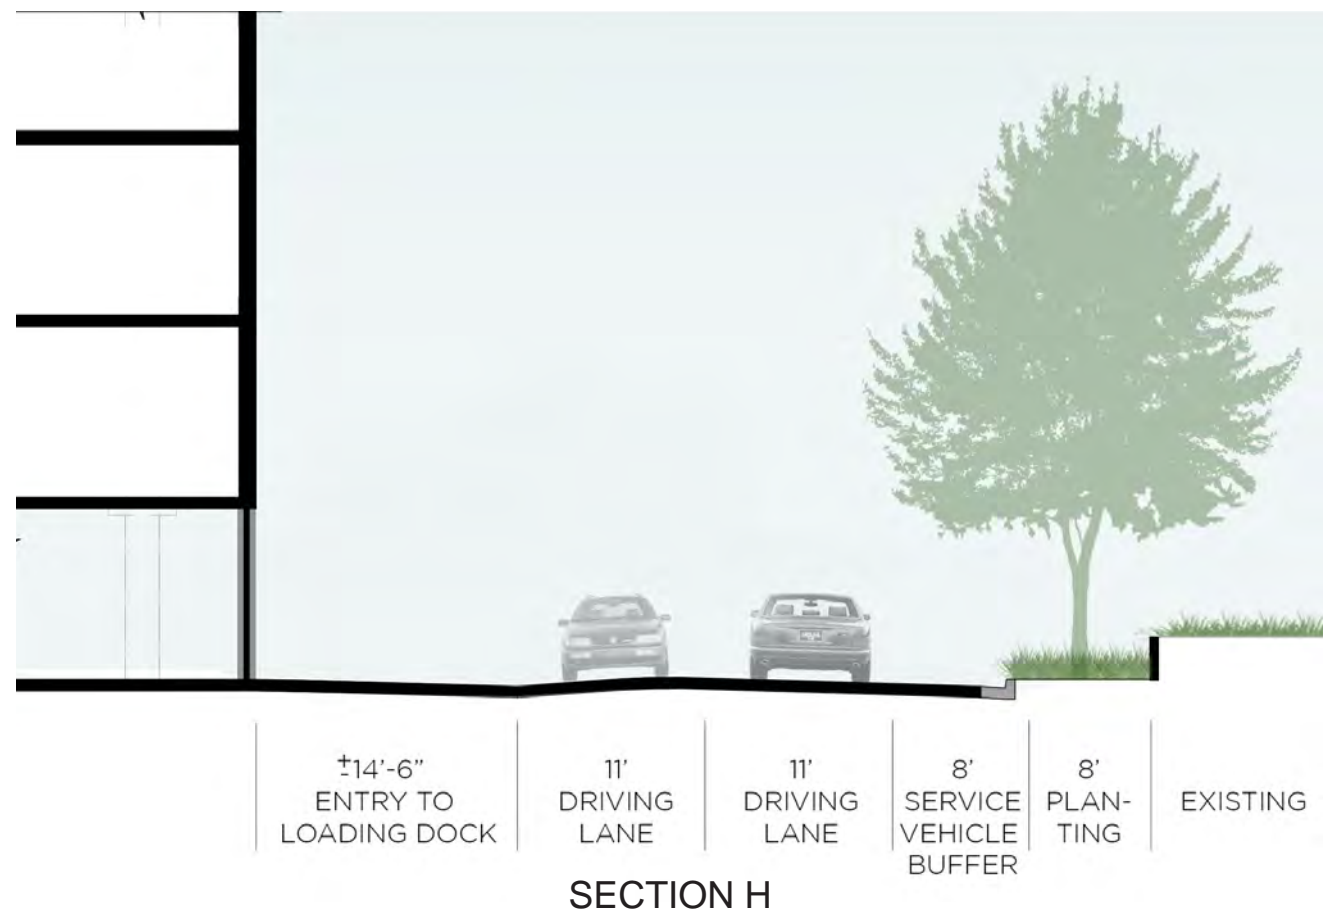 ±14'-6”
ENTRY TO
LOADING DOCK
11'
DRIVING
LANE
11'
DRIVING
LANE
8'
SERVICE
VEHICLE
BUFFER
8'
PLAN-
TING
EXISTING
SECTION H